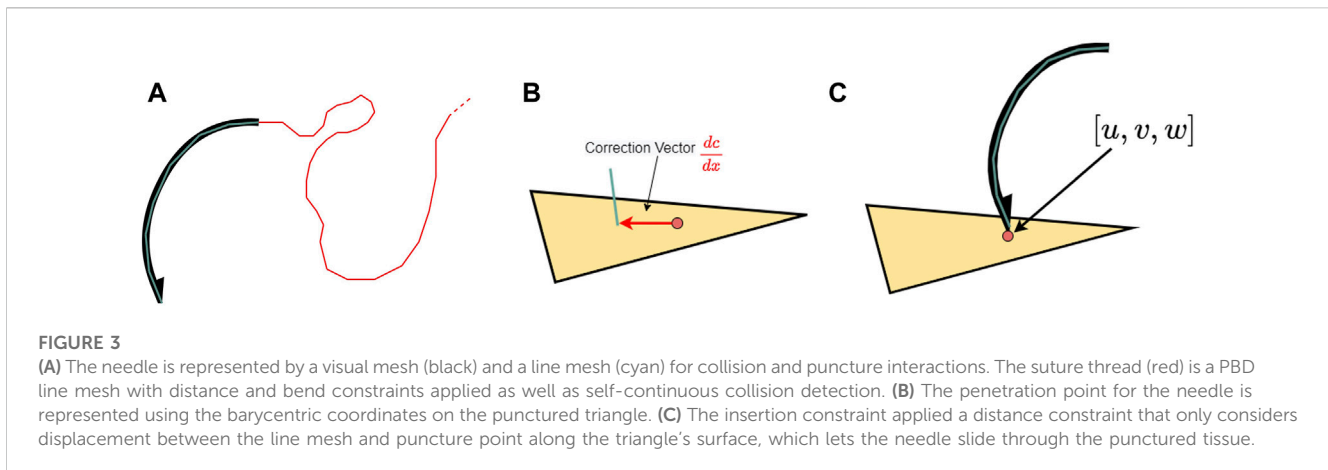 A
B
C
Correction Vector dc/dx
[u, v, w]
FIGURE 3
(A) The needle is represented by a visual mesh (black) and a line mesh (cyan) for collision and puncture interactions. The suture thread (red) is a PBD
line mesh with distance and bend constraints applied as well as self-continuous collision detection. (B) The penetration point for the needle is
represented using the barycentric coordinates on the punctured triangle. (C) The insertion constraint applied a distance constraint that only considers
displacement between the line mesh and puncture point along the triangle’s surface, which lets the needle slide through the punctured tissue.